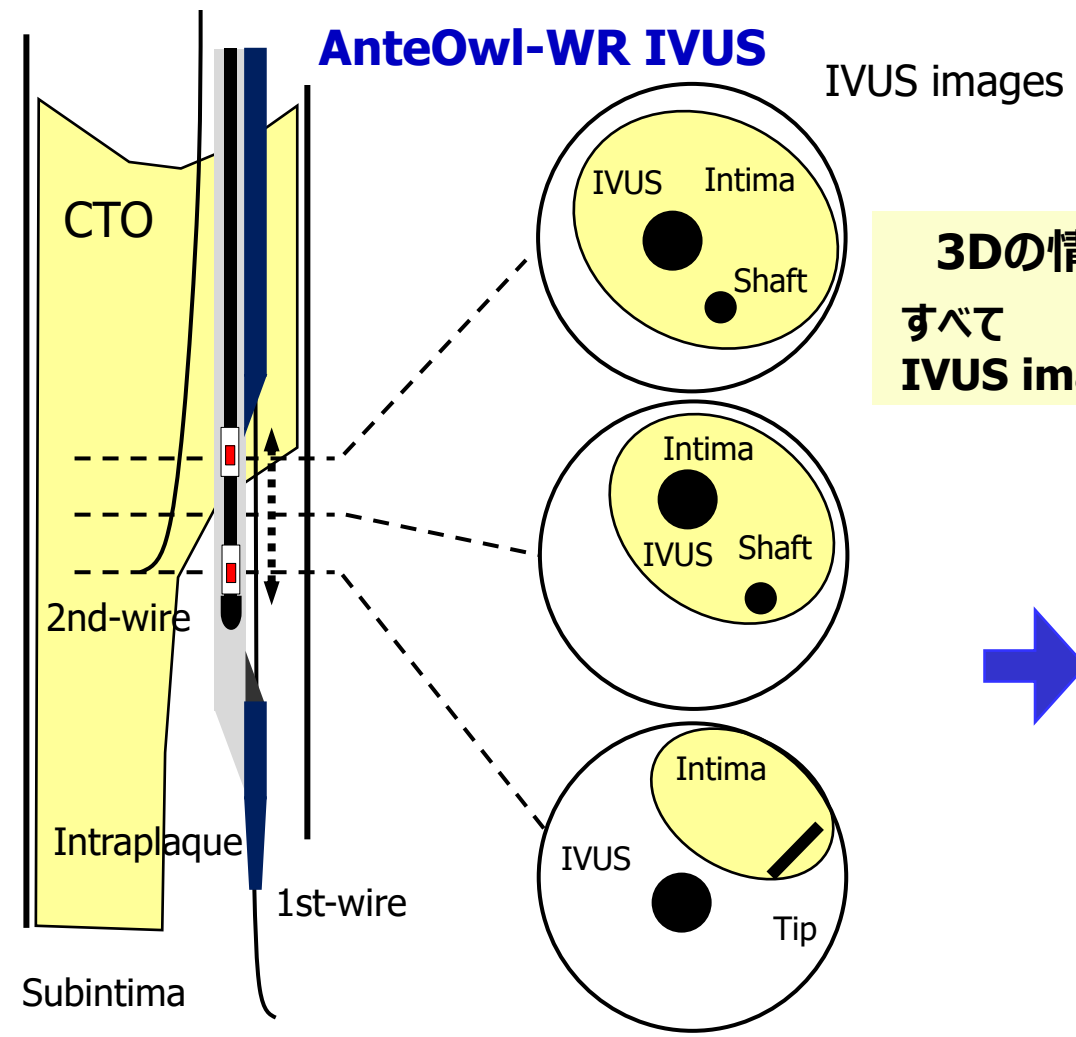 AnteOwl-WR IVUS
IVUS images
CTO
2nd-wire
Intraplaque
1st-wire
Subintima
IVUS
Intima
Shaft
Intima
IVUS
Shaft
Intima
IVUS
Tip
3Dの
すべて
IVUS